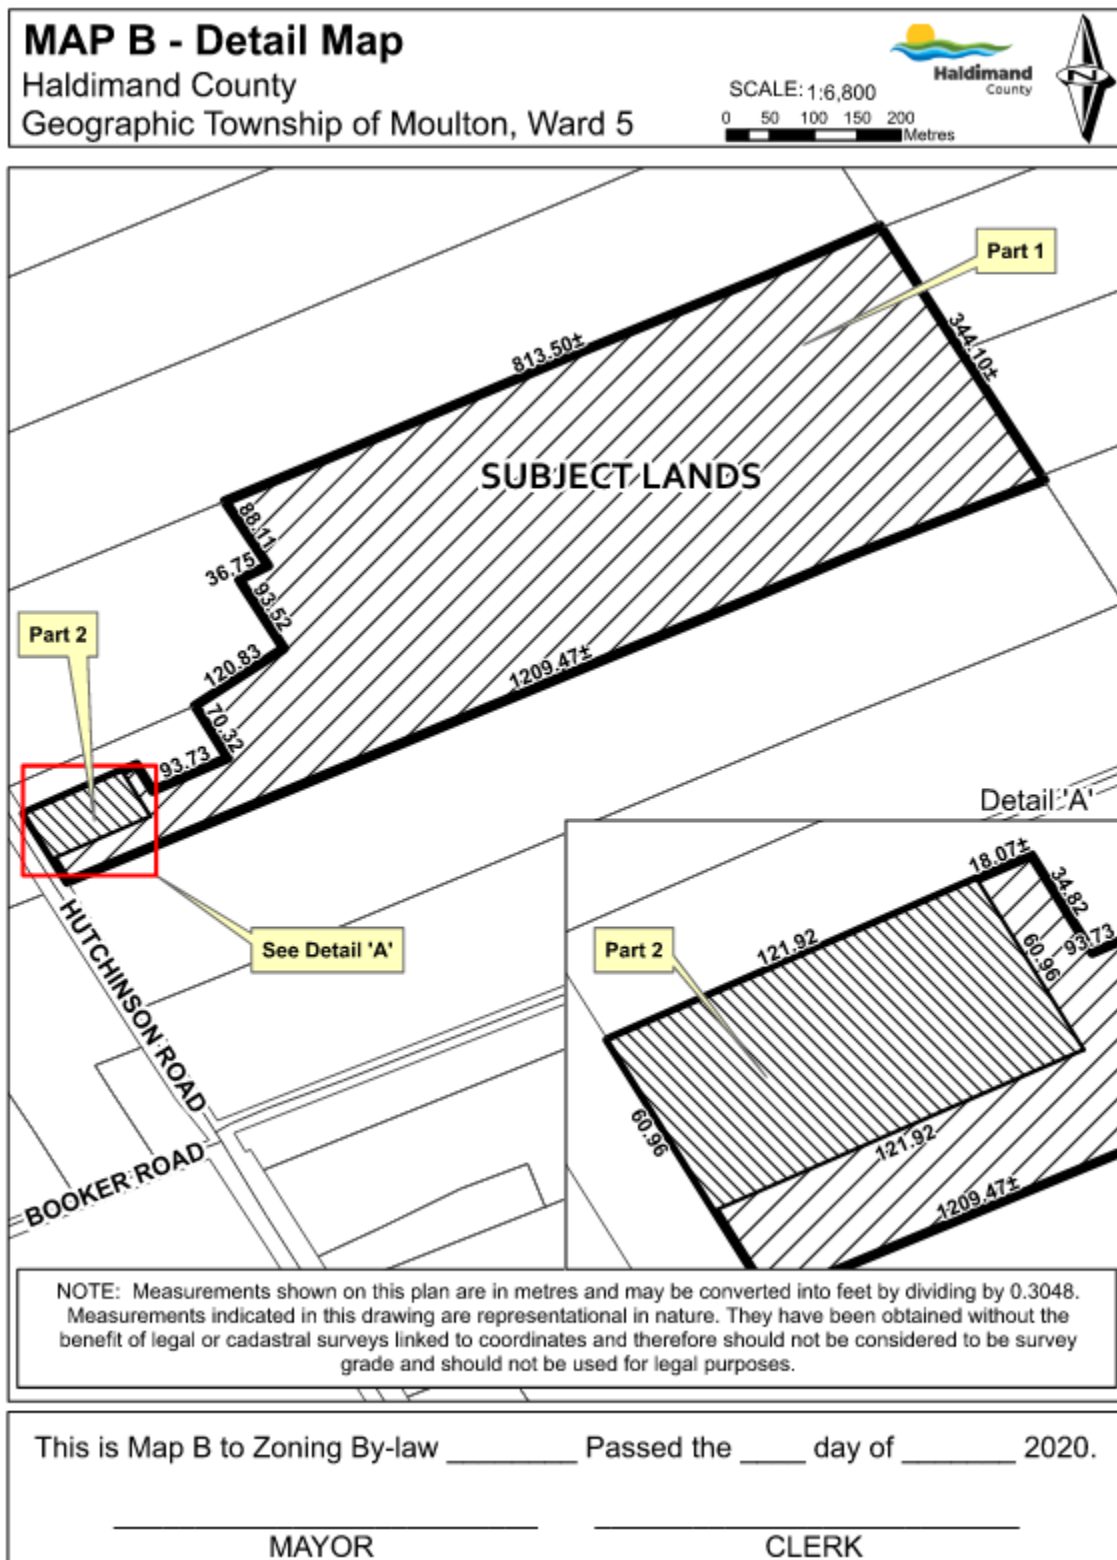 MAP B - Detail Map
Haldimand County
Geographic Township of Moulton, Ward 5
SCALE: 1:6,800
0 50 100 150 200
Metres
Haldimand
County
N
Part 1
813.50±
344.10±
SUBJECT LANDS
88.11
36.75
93.52
Part 2
120.83
1209.47±
70.32
93.73
Detail 'A'
See Detail 'A'
HUTCHINSON ROAD
BOOKER ROAD
18.07±
34.82
121.92
60.96
93.73
Part 2
60.96
121.92
1209.47±
NOTE: Measurements shown on this plan are in metres and may be converted into feet by dividing by 0.3048.
Measurements indicated in this drawing are representational in nature. They have been obtained without the
benefit of legal or cadastral surveys linked to coordinates and therefore should not be considered to be survey
grade and should not be used for legal purposes.
This is Map B to Zoning By-law ________ Passed the ____ day of _______ 2020.
MAYOR
CLERK